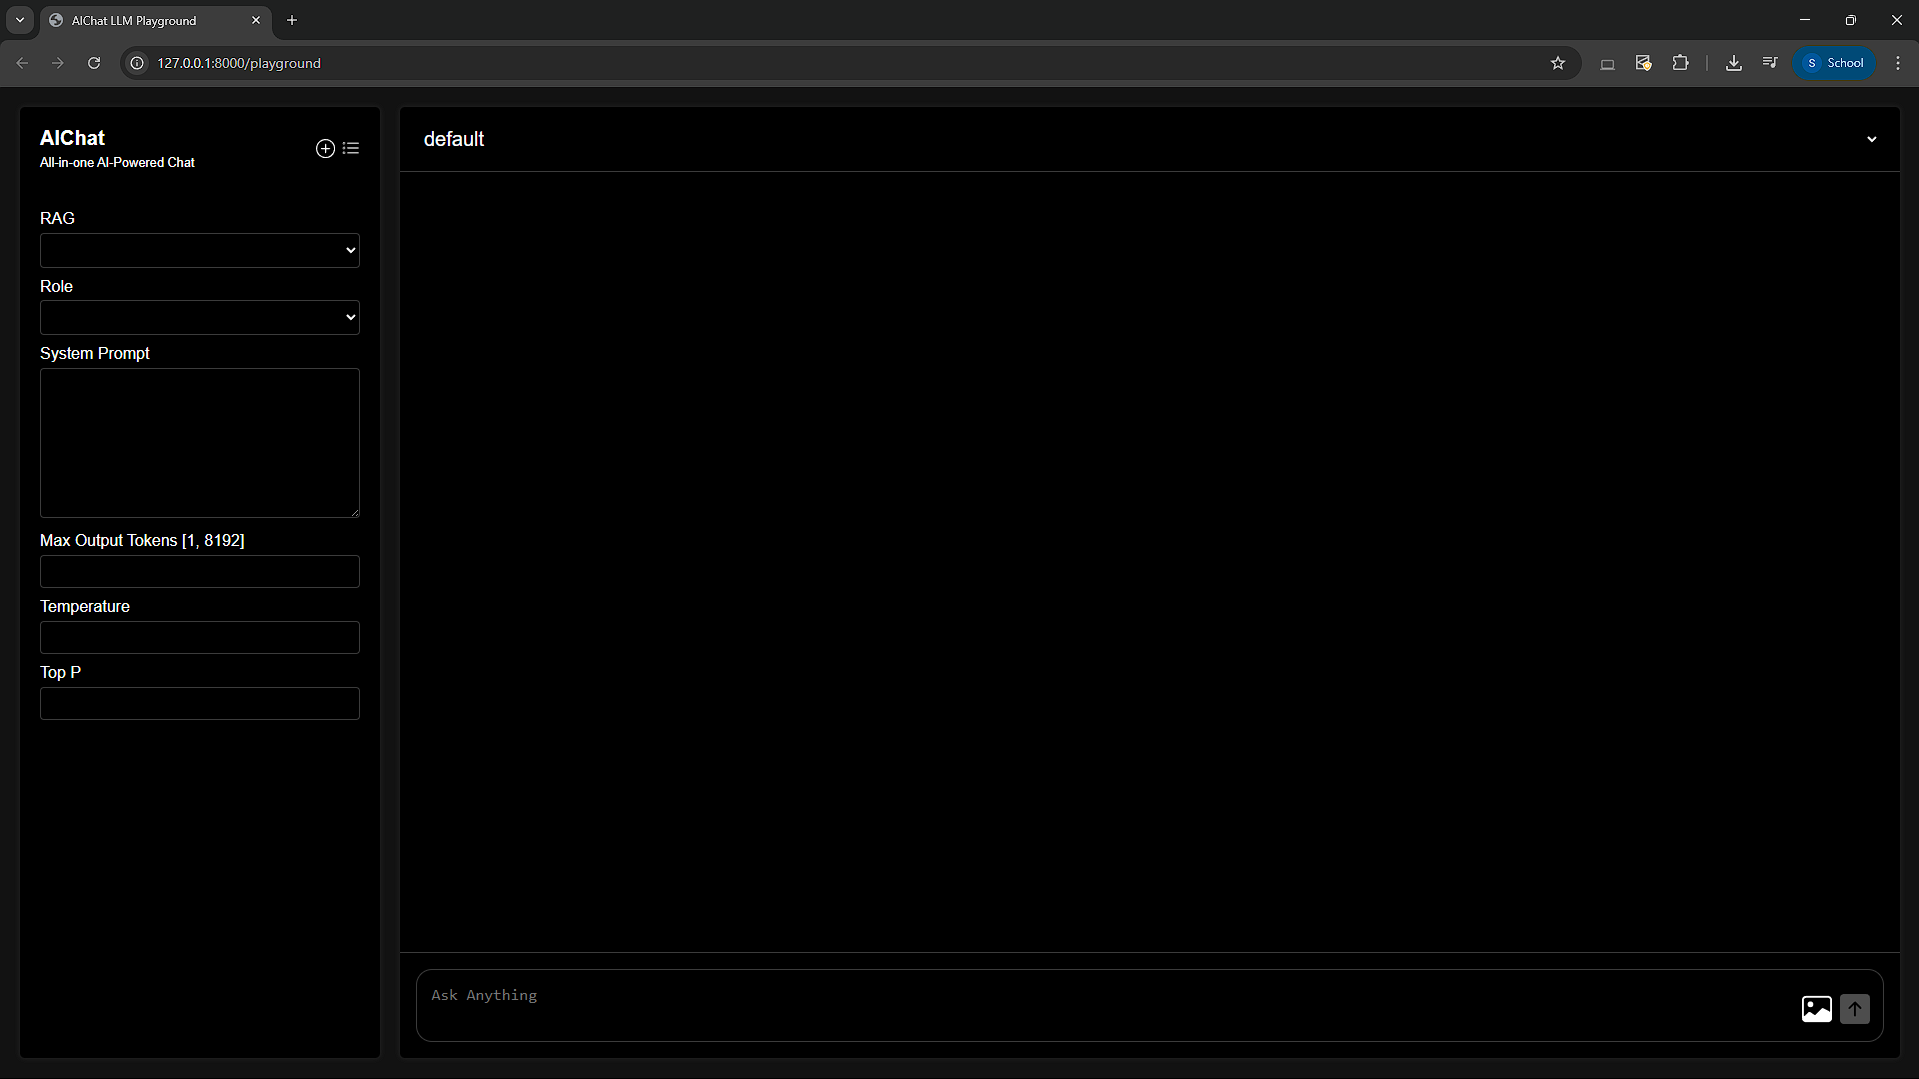 AIChat LLM Playground
127.0.0.1:8000/playground
S School
AIChat
All-in-one AI-Powered Chat
RAG
Role
System Prompt
Max Output Tokens [1, 8192]
Temperature
Top P
default
Ask Anything